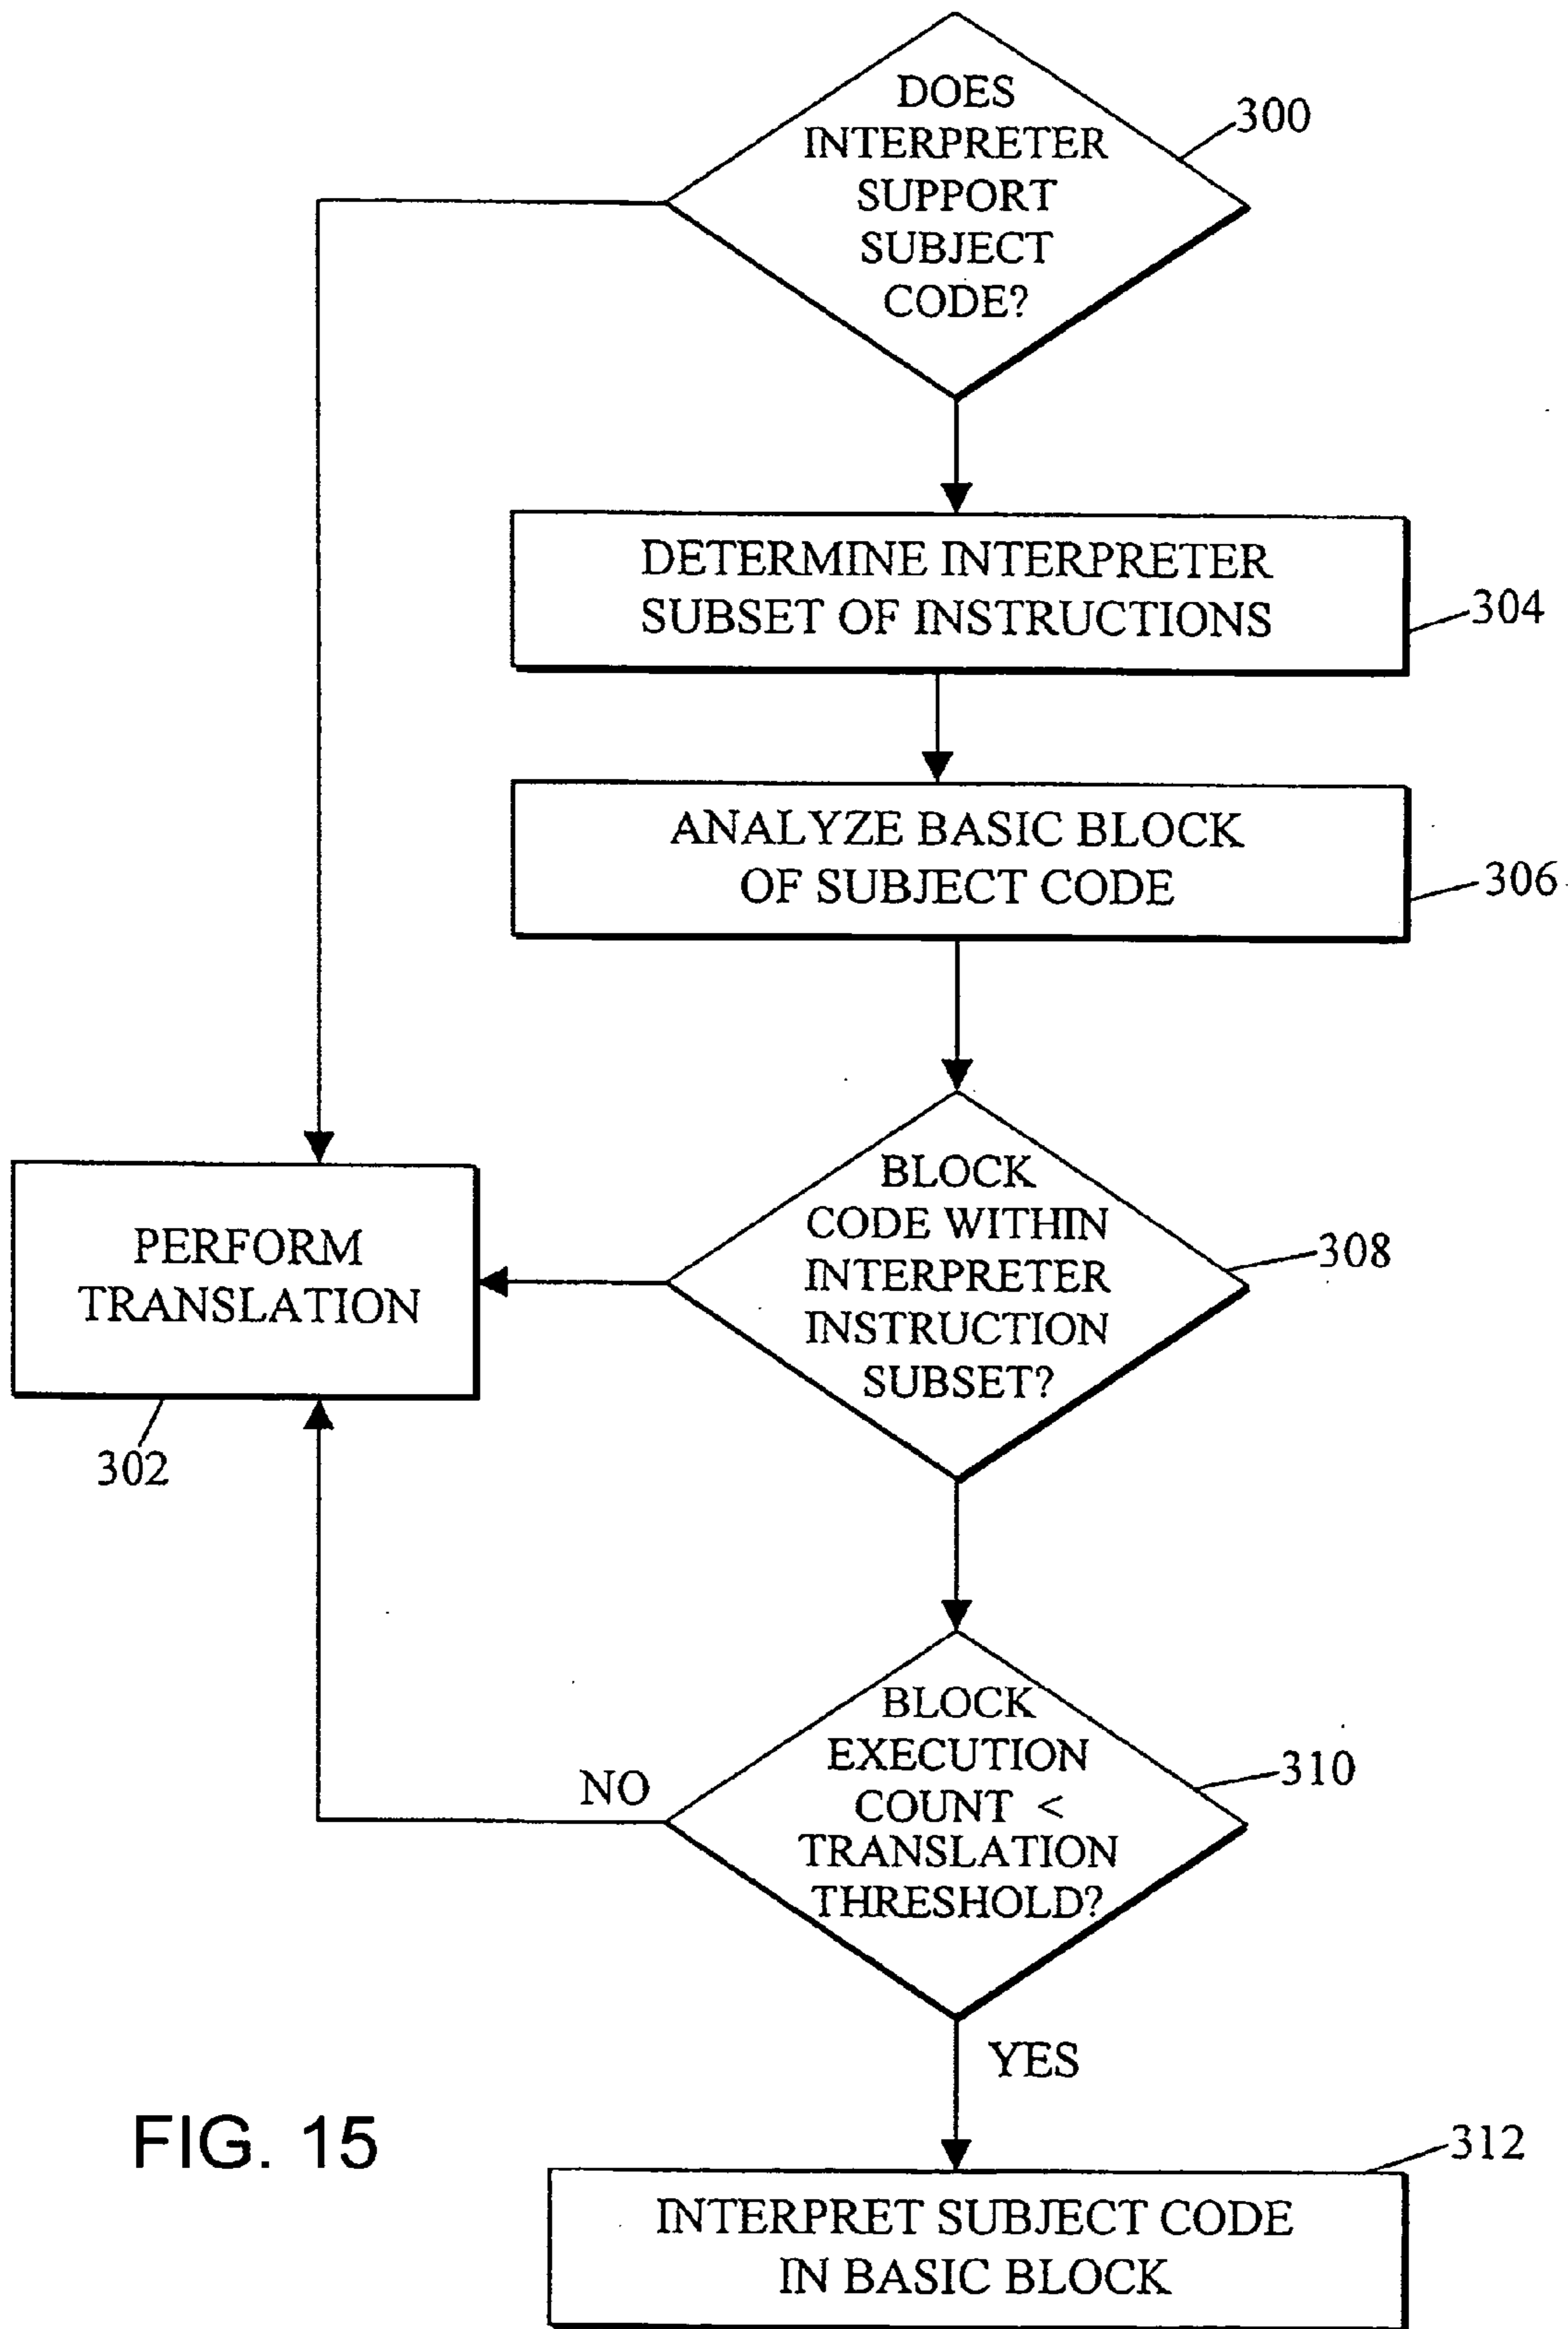 DOES
INTERPRETER
SUPPORT
SUBJECT
CODE?
300
DETERMINE INTERPRETER
SUBSET OF INSTRUCTIONS
304
ANALYZE BASIC BLOCK
OF SUBJECT CODE
306
BLOCK
CODE WITHIN
INTERPRETER
INSTRUCTION
SUBSET?
308
PERFORM
TRANSLATION
302
BLOCK
EXECUTION
COUNT <
TRANSLATION
THRESHOLD?
310
NO
YES
FIG. 15
312
INTERPRET SUBJECT CODE
IN BASIC BLOCK